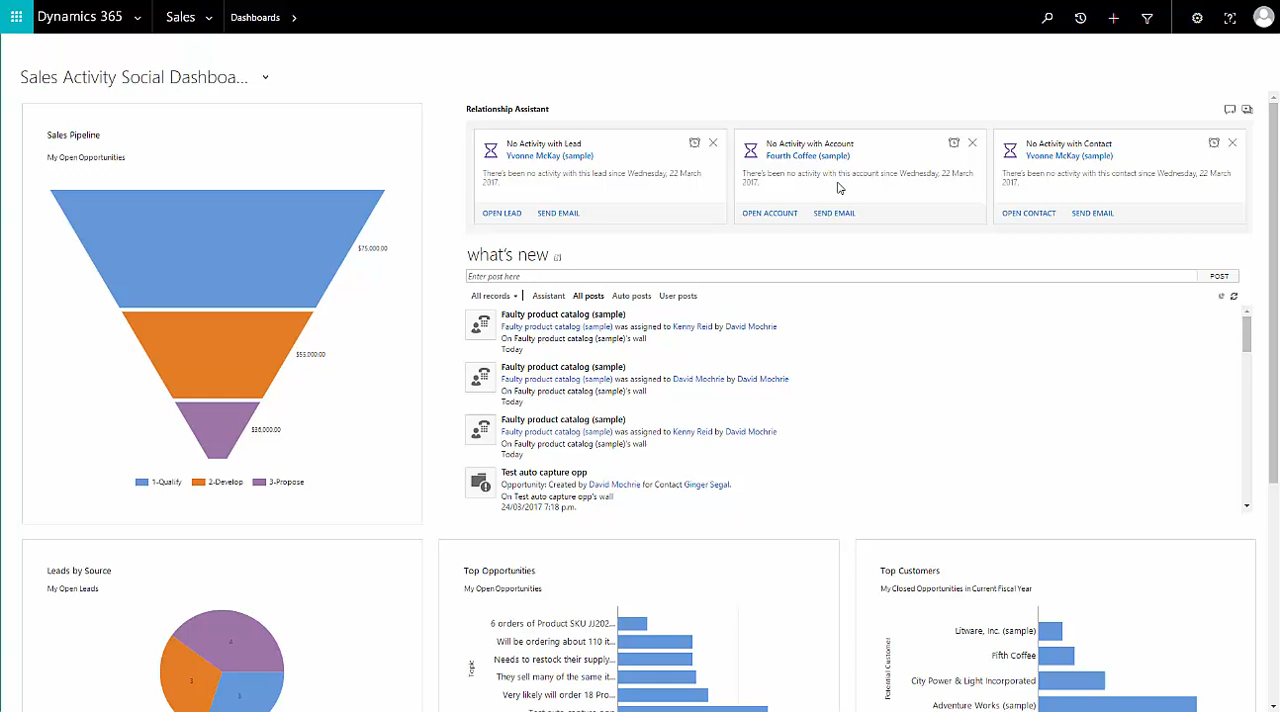 Dynamics 365 Sales Dashboards
Sales Activity Social Dashboa...
Sales Pipeline
My Open Opportunities
$75,000.00
$55,000.00
$36,000.00
1-Qualify 2-Develop 3-Propose
Relationship Assistant
No Activity with Lead
Yvonne McKay (sample)
There's been no activity with this lead since Wednesday, 22 March
2017.
OPEN LEAD SEND EMAIL
No Activity with Account
Fourth Coffee (sample)
There's been no activity with this account since Wednesday, 22 March
2017.
OPEN ACCOUNT SEND EMAIL
No Activity with Contact
Yvonne McKay (sample)
There's been no activity with this contact since Wednesday, 22 March
2017.
OPEN CONTACT SEND EMAIL
what's new
Enter post here
POST
All records Assistant All posts Auto posts User posts
Faulty product catalog (sample)
Faulty product catalog (sample) was assigned to Kenny Reid by David Mochrie
On Faulty product catalog (sample)'s wall
Today
Faulty product catalog (sample)
Faulty product catalog (sample) was assigned to David Mochrie by David Mochrie
On Faulty product catalog (sample)'s wall
Today
Faulty product catalog (sample)
Faulty product catalog (sample) was assigned to Kenny Reid by David Mochrie
On Faulty product catalog (sample)'s wall
Today
Test auto capture opp
Opportunity: Created by David Mochrie for Contact Ginger Segal.
On Test auto capture opp's wall
24/03/2017 7:18 p.m.
Leads by Source
My Open Leads
4
3
3
Top Opportunities
My Open Opportunities
Topic
6 orders of Product SKU JJ202...
Will be ordering about 110 it...
Needs to restock their supply...
They sell many of the same it...
Very likely will order 18 Pro...
Test auto capture opp
Top Customers
My Closed Opportunities in Current Fiscal Year
Potential Customer
Litware, Inc. (sample)
Fifth Coffee
City Power & Light Incorporated
Adventure Works (sample)